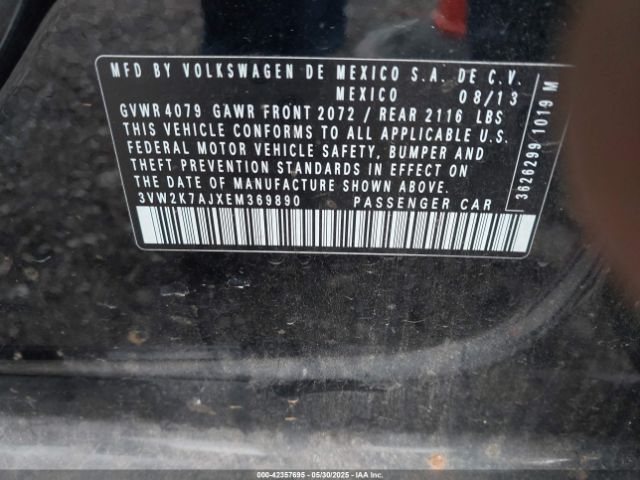 MFD BY VOLKSWAGEN DE MEXICO S.A. DE C.V.
MEXICO 08/13
GVWR 4079 GAWR FRONT 2072 / REAR 2116 LBS
THIS VEHICLE CONFORMS TO ALL APPLICABLE U.S.
FEDERAL MOTOR VEHICLE SAFETY, BUMPER AND
THEFT PREVENTION STANDARDS IN EFFECT ON
THE DATE OF MANUFACTURE SHOWN ABOVE.
3VW2K7AJXEM369890 PASSENGER CAR
3626299 1019 M
000-42357695 - 05/30/2025 - IAAI.COM